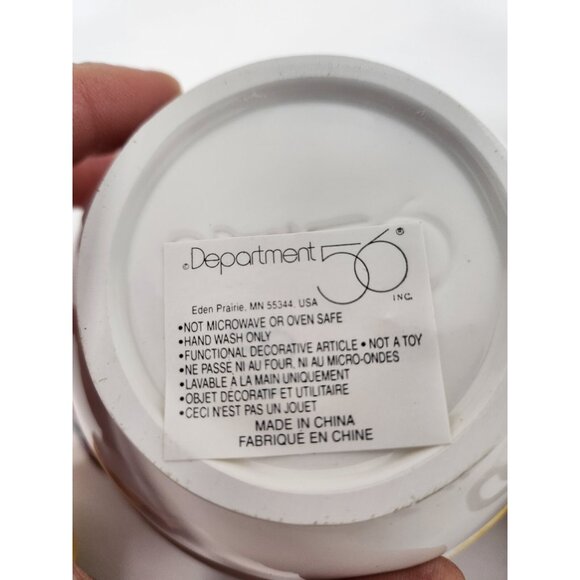 © Department 56 ®
Eden Prairie, MN 55344, USA INC.
• NOT MICROWAVE OR OVEN SAFE
• HAND WASH ONLY
• FUNCTIONAL DECORATIVE ARTICLE • NOT A TOY
• NE PASSE NI AU FOUR, NI AU MICRO-ONDES
• LAVABLE À LA MAIN UNIQUEMENT
• OBJET DECORATIF ET UTILITAIRE
• CECI N'EST PAS UN JOUET
MADE IN CHINA
FABRIQUÉ EN CHINE